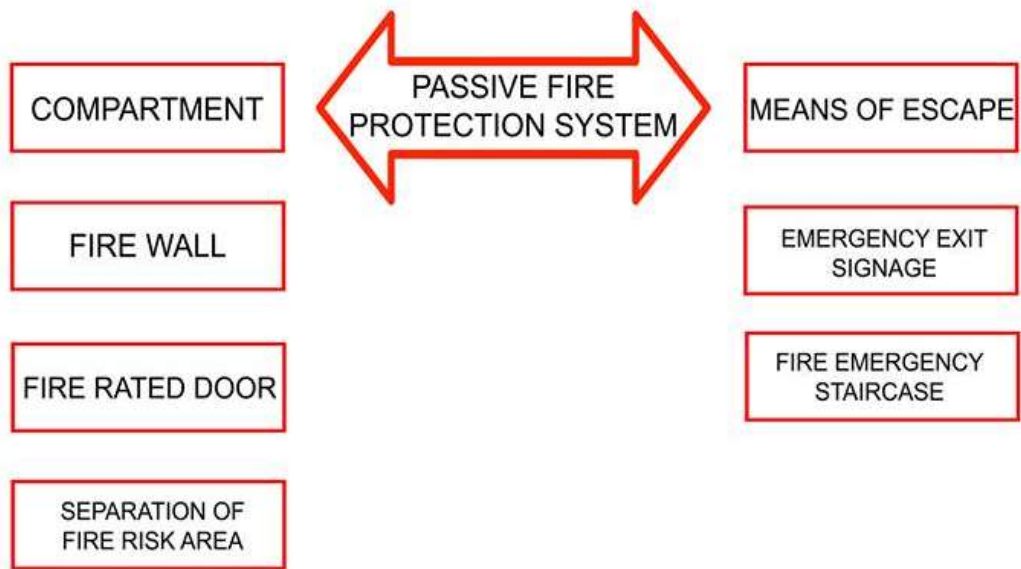 PASSIVE FIRE
PROTECTION SYSTEM
COMPARTMENT
FIRE WALL
FIRE RATED DOOR
SEPARATION OF
FIRE RISK AREA
MEANS OF ESCAPE
EMERGENCY EXIT
SIGNAGE
FIRE EMERGENCY
STAIRCASE